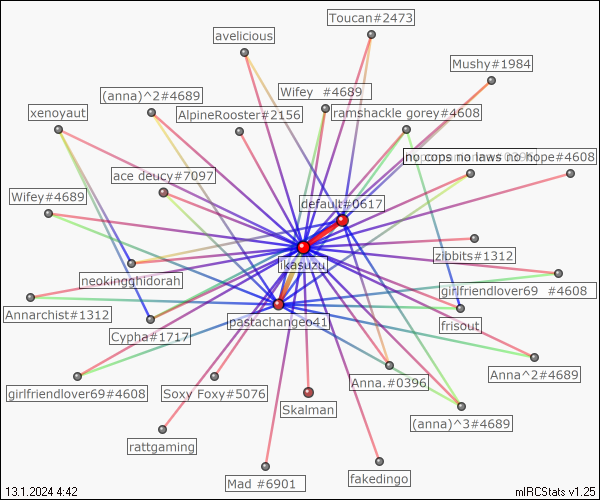 Toucan#2473
avelicious
Mushy#1984
(anna)^2#4689
Wifey #4689
xenoyaut
AlpineRooster#2156
ramshackle gorey#4608
no cops no laws no hope#4608
ace deucy#7097
Wifey#4689
default#0617
zibbits#1312
ikasuzu
neokingghidorah
girlfriendlover69 #4608
Annarchist#1312
pastachangeo41
frisout
Cypha#1717
Anna^2#4689
Anna.#0396
girlfriendlover69#4608
Soxy Foxy#5076
Skalman
(anna)^3#4689
rattgaming
fakedingo
Mad #6901
13.1.2024 4:42
mIRCStats v1.25